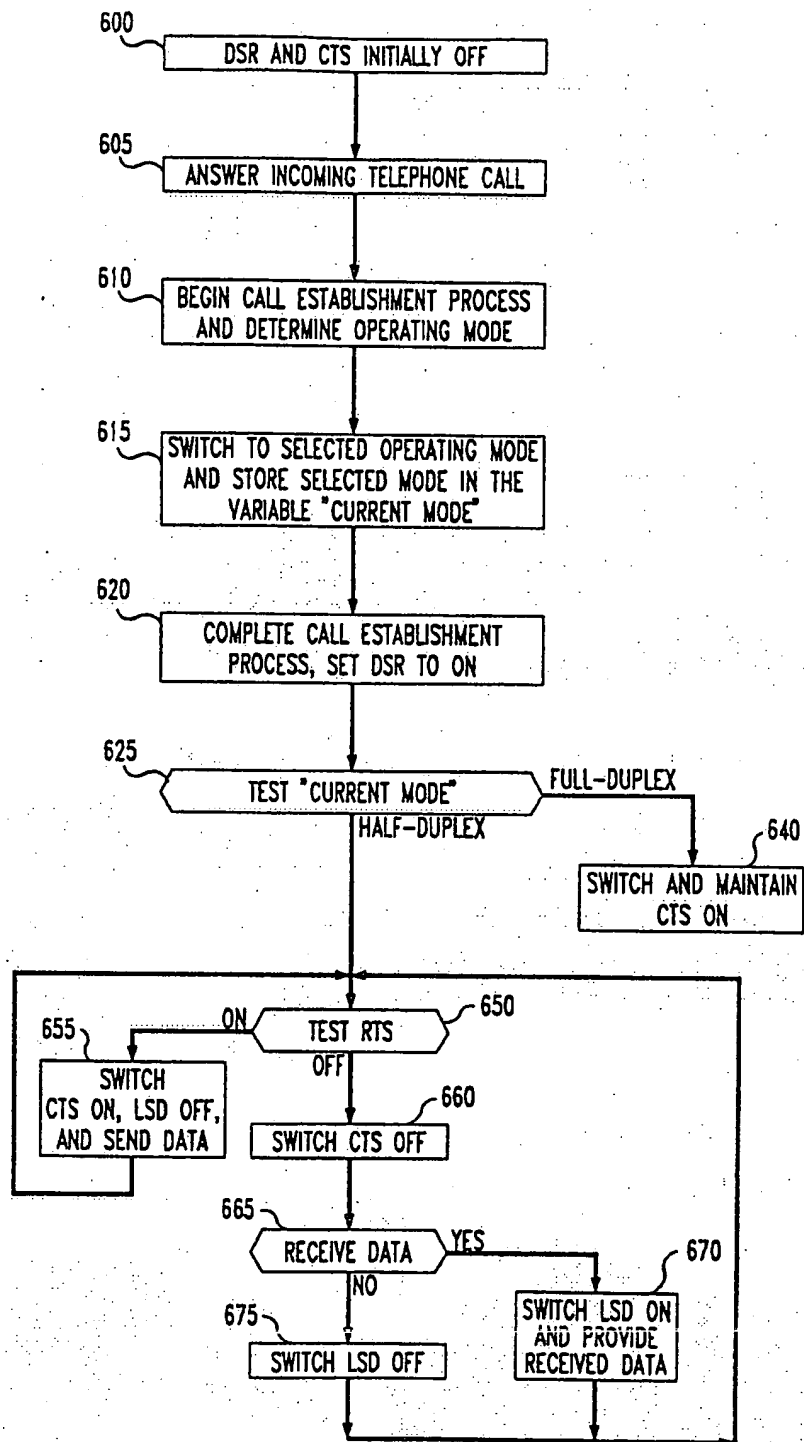 600
DSR AND CTS INITIALLY OFF
605
ANSWER INCOMING TELEPHONE CALL
610
BEGIN CALL ESTABLISHMENT PROCESS
AND DETERMINE OPERATING MODE
615
SWITCH TO SELECTED OPERATING MODE
AND STORE SELECTED MODE IN THE
VARIABLE "CURRENT MODE"
620
COMPLETE CALL ESTABLISHMENT
PROCESS, SET DSR TO ON
625
TEST "CURRENT MODE"
FULL-DUPLEX
HALF-DUPLEX
640
SWITCH AND MAINTAIN
CTS ON
650
TEST RTS
ON
OFF
655
SWITCH
CTS ON, LSD OFF,
AND SEND DATA
660
SWITCH CTS OFF
665
RECEIVE DATA
YES
NO
670
SWITCH LSD ON
AND PROVIDE
RECEIVED DATA
675
SWITCH LSD OFF